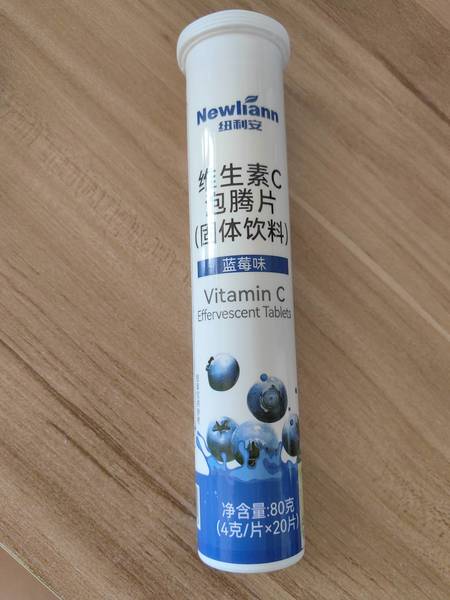 Newliann
纽利安
维生素C
泡腾片
(固体饮料)
蓝莓味
Vitamin C
Effervescent Tablets
净含量:80克
(4克/片×20片)